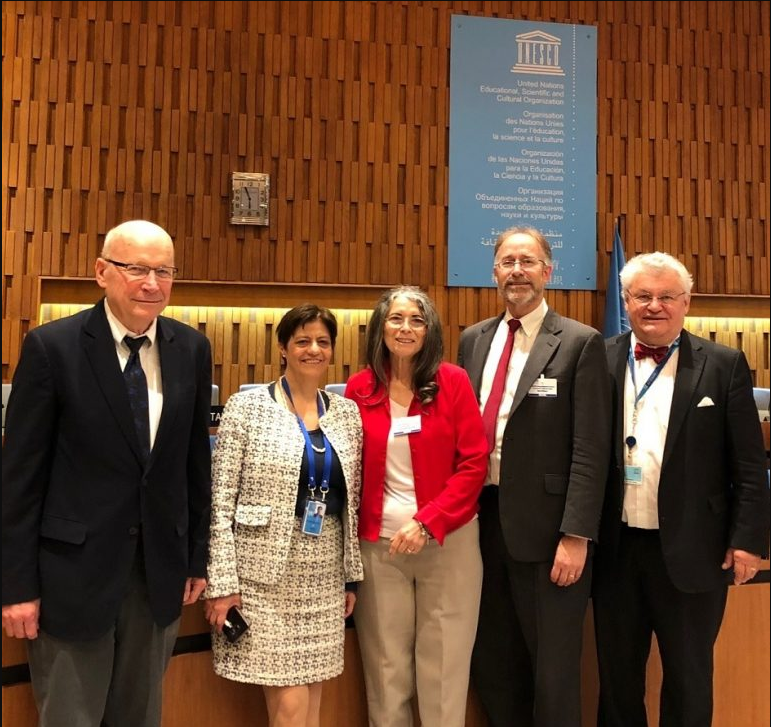 UNESCO
United Nations
Educational, Scientific and
Cultural Organization
Organisation
des Nations Unies
pour l'éducation,
la science et la culture
Organización
de las Naciones Unidas
para la Educación,
la Ciencia y la Cultura
Организация
Объединенных Наций по
вопросам образования,
науки и культуры
TA